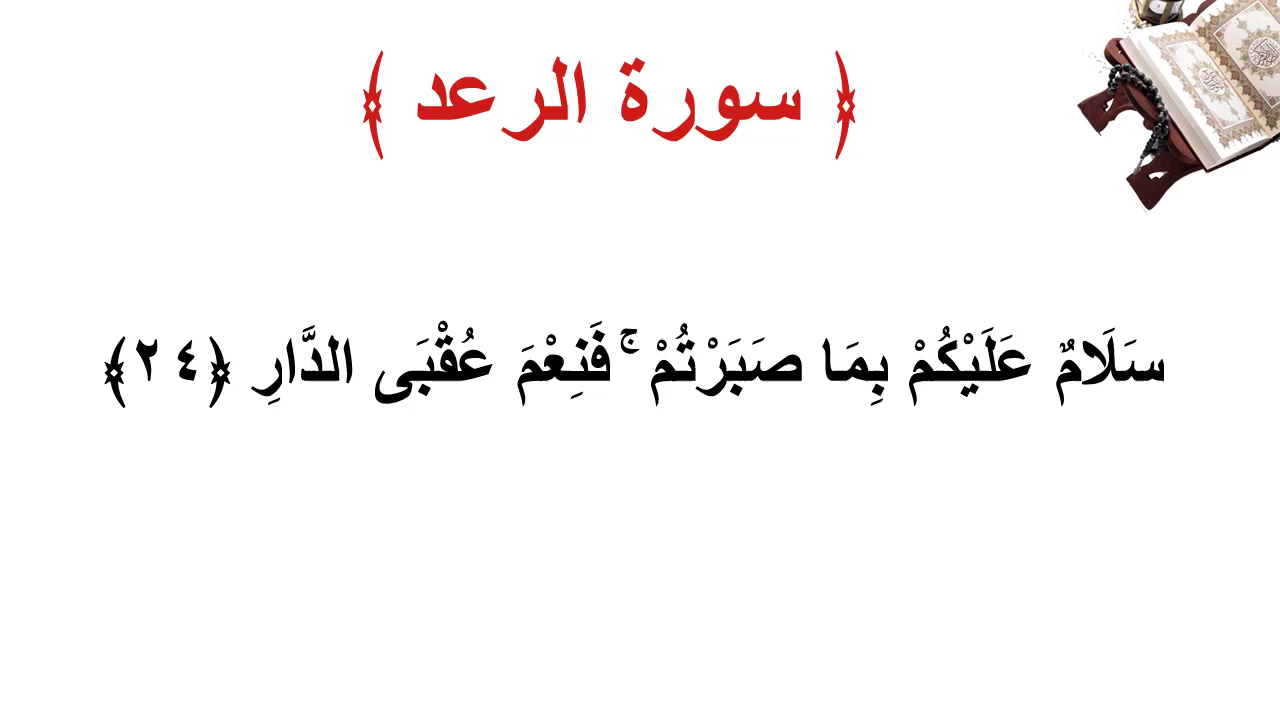 ﴿ سورة الرعد ﴾
سَلَامٌ عَلَيْكُمْ بِمَا صَبَرْتُمْ ۚ فَنِعْمَ عُقْبَى الدَّارِ ﴿٢٤﴾